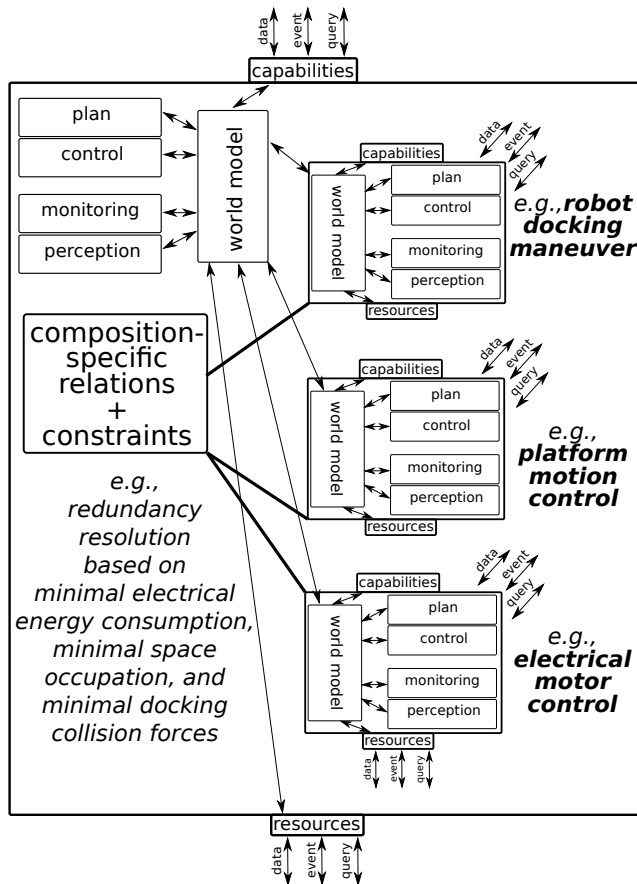 data
event
query
capabilities
plan
control
monitoring
perception
world model
capabilities
world model
plan
control
monitoring
perception
resources
data
event
query
e.g.,robot
docking
maneuver
composition-
specific
relations
+
constraints
capabilities
world model
plan
control
monitoring
perception
resources
data
event
query
e.g.,
platform
motion
control
e.g.,
redundancy
resolution
based on
minimal electrical
energy consumption,
minimal space
occupation, and
minimal docking
collision forces
capabilities
world model
plan
control
monitoring
perception
resources
data
event
query
data
event
query
e.g.,
electrical
motor
control
resources
data
event
query